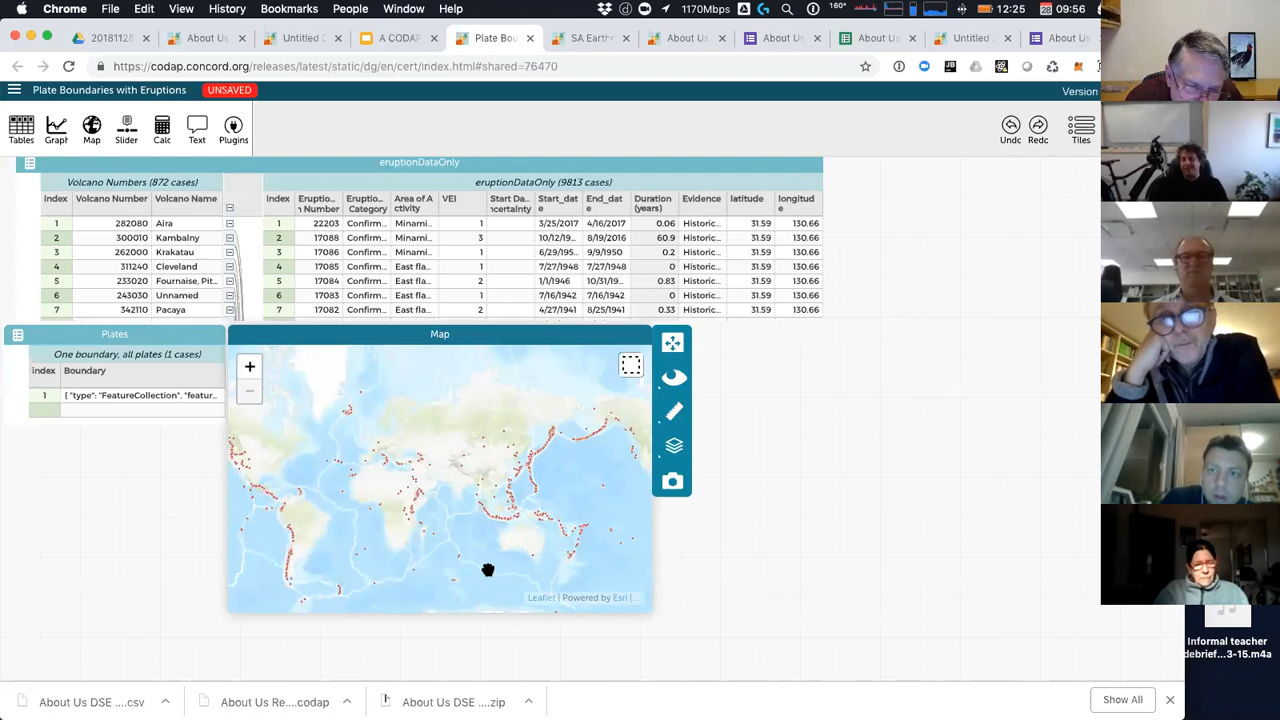 Chrome File Edit View History Bookmarks People Window Help 1170Mbps 160° 12:25 09:56
20181128 About Us Untitled D A CODAP Plate Bou SA Earth About Us About Us About Us Untitled About Us
https://codap.concord.org/releases/latest/static/dg/en/cert/index.html#shared=76470
Plate Boundaries with Eruptions UNSAVED Version
Tables Graph Map Slider Calc Text Plugins Undo Redo Tiles
eruptionDataOnly
Volcano Numbers (872 cases) eruptionDataOnly (9813 cases)
index Volcano Number Volcano Name index Eruptio... Eruptio... Area of A VEI Start Da... Start_dat End_dat Duration Evidence latitude longitud
n Number Category ctivity ncertainty e e (years) e
1 282080 Aira 1 22203 Confirm... Minami... 1 3/25/2017 4/16/2017 0.06 Historic... 31.59 130.66
2 300010 Kambalny 2 17088 Confirm... Minami... 3 10/12/19... 8/19/2016 60.9 Historic... 31.59 130.66
3 262000 Krakatau 3 17086 Confirm... Minami... 1 6/29/195... 9/9/1950 0.2 Historic... 31.59 130.66
4 311240 Cleveland 4 17085 Confirm... East fla... 1 7/27/1948 7/27/1948 0 Historic... 31.59 130.66
5 233020 Fournaise, Pit... 5 17084 Confirm... East fla... 2 1/1/1946 10/31/19... 0.83 Historic... 31.59 130.66
6 243030 Unnamed 6 17083 Confirm... East fla... 1 7/16/1942 7/16/1942 0 Historic... 31.59 130.66
7 342110 Pacaya 7 17082 Confirm... East fla... 2 4/27/1941 8/25/1941 0.33 Historic... 31.59 130.66
Plates Map
One boundary, all plates (1 cases)
index Boundary
1 { "type": "FeatureCollection", "featur...
Leaflet | Powered by Esri |...
Informal teacher
debrief...3-15.m4a
About Us DSE ....csv About Us Re....codap About Us DSE ....zip Show All